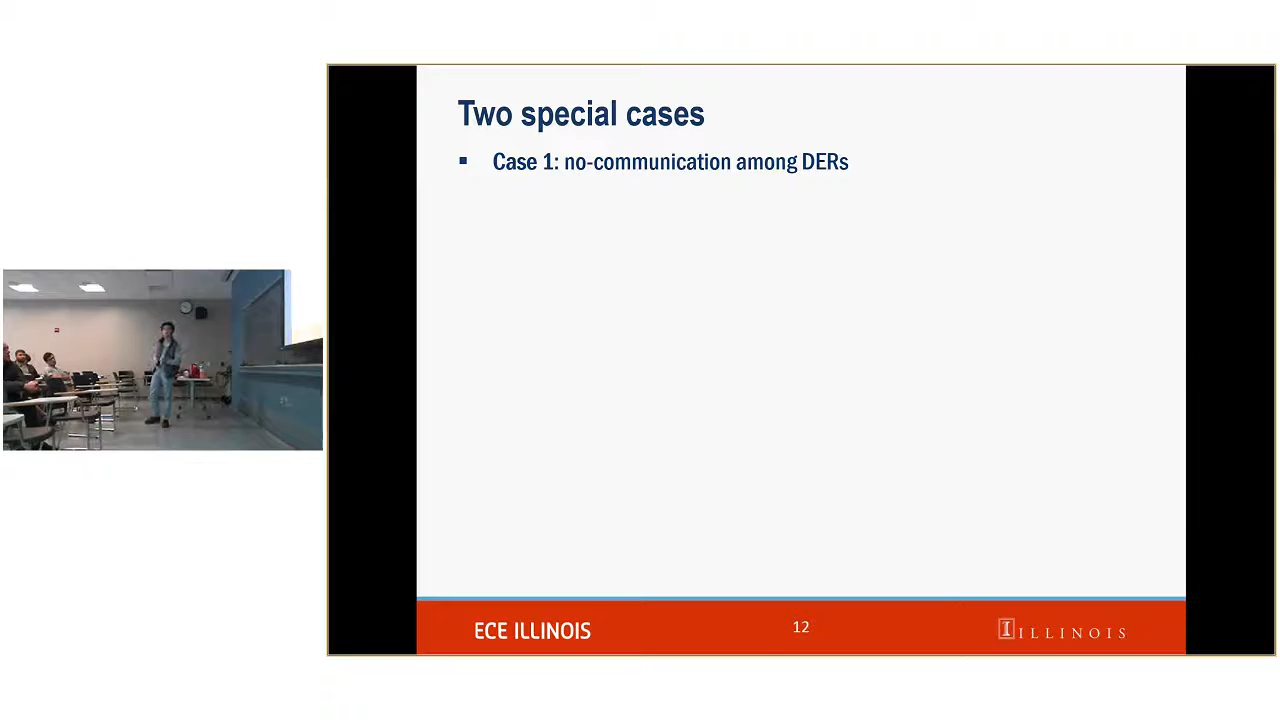 Two special cases
▪ Case 1: no-communication among DERs
ECE ILLINOIS
12
I ILLINOIS